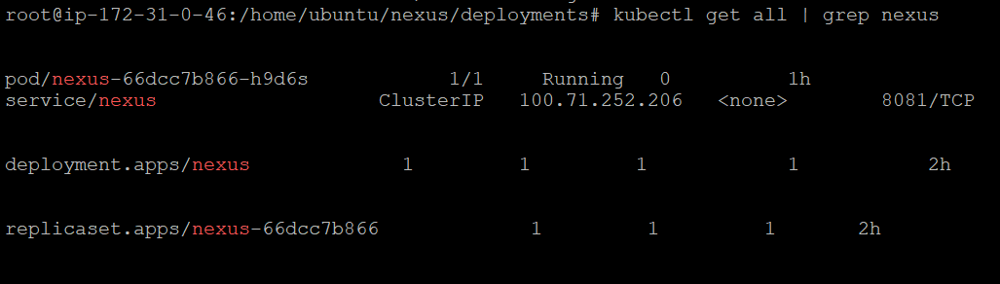 root@ip-172-31-0-46:/home/ubuntu/nexus/deployments# kubectl get all | grep nexus
pod/nexus-66dcc7b866-h9d6s 1/1 Running 0 1h
service/nexus ClusterIP 100.71.252.206 <none> 8081/TCP
deployment.apps/nexus 1 1 1 1 2h
replicaset.apps/nexus-66dcc7b866 1 1 1 2h